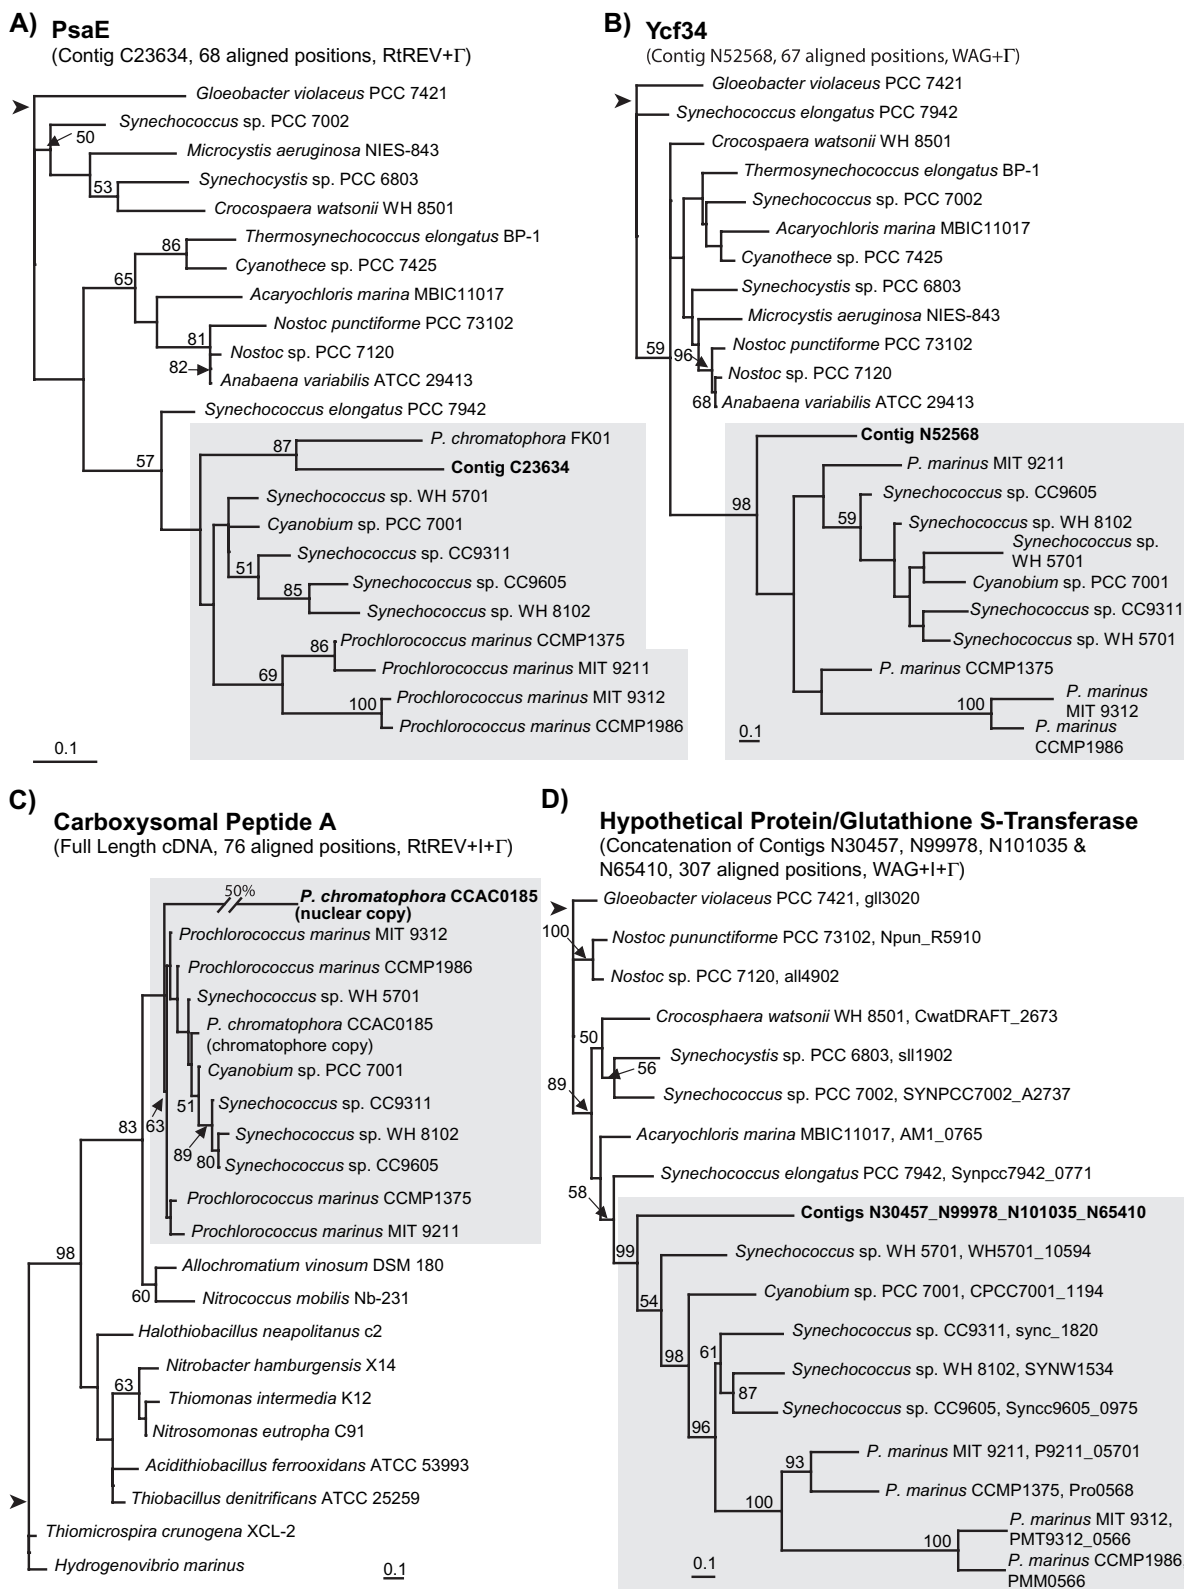 A) PsaE
(Contig C23634, 68 aligned positions, RtREV+Γ)
Gloeobacter violaceus PCC 7421
Synechococcus sp. PCC 7002
50
Microcystis aeruginosa NIES-843
Synechocystis sp. PCC 6803
53
Crocospaera watsonii WH 8501
Thermosynechococcus elongatus BP-1
86
Cyanothece sp. PCC 7425
65
Acaryochloris marina MBIC11017
Nostoc punctiforme PCC 73102
81
Nostoc sp. PCC 7120
82
Anabaena variabilis ATCC 29413
Synechococcus elongatus PCC 7942
57
P. chromatophora FK01
87
Contig C23634
Synechococcus sp. WH 5701
Cyanobium sp. PCC 7001
Synechococcus sp. CC9311
51
Synechococcus sp. CC9605
85
Synechococcus sp. WH 8102
Prochlorococcus marinus CCMP1375
86
Prochlorococcus marinus MIT 9211
69
Prochlorococcus marinus MIT 9312
100
Prochlorococcus marinus CCMP1986
0.1
B) Ycf34
(Contig N52568, 67 aligned positions, WAG+Γ)
Gloeobacter violaceus PCC 7421
Synechococcus elongatus PCC 7942
Crocospaera watsonii WH 8501
Thermosynechococcus elongatus BP-1
Synechococcus sp. PCC 7002
Acaryochloris marina MBIC11017
Cyanothece sp. PCC 7425
Synechocystis sp. PCC 6803
Microcystis aeruginosa NIES-843
59
Nostoc punctiforme PCC 73102
96
Nostoc sp. PCC 7120
68
Anabaena variabilis ATCC 29413
Contig N52568
P. marinus MIT 9211
98
Synechococcus sp. CC9605
59
Synechococcus sp. WH 8102
Synechococcus sp.
WH 5701
Cyanobium sp. PCC 7001
Synechococcus sp. CC9311
Synechococcus sp. WH 5701
P. marinus CCMP1375
P. marinus
MIT 9312
100
P. marinus
CCMP1986
0.1
C) Carboxysomal Peptide A
(Full Length cDNA, 76 aligned positions, RtREV+I+Γ)
50%
P. chromatophora CCAC0185
(nuclear copy)
Prochlorococcus marinus MIT 9312
Prochlorococcus marinus CCMP1986
Synechococcus sp. WH 5701
P. chromatophora CCAC0185
(chromatophore copy)
Cyanobium sp. PCC 7001
51
Synechococcus sp. CC9311
83
63
Synechococcus sp. WH 8102
89
80
Synechococcus sp. CC9605
Prochlorococcus marinus CCMP1375
Prochlorococcus marinus MIT 9211
98
Allochromatium vinosum DSM 180
60
Nitrococcus mobilis Nb-231
Halothiobacillus neapolitanus c2
Nitrobacter hamburgensis X14
63
Thiomonas intermedia K12
Nitrosomonas eutropha C91
Acidithiobacillus ferrooxidans ATCC 53993
Thiobacillus denitrificans ATCC 25259
Thiomicrospira crunogena XCL-2
Hydrogenovibrio marinus
0.1
D) Hypothetical Protein/Glutathione S-Transferase
(Concatenation of Contigs N30457, N99978, N101035 &
N65410, 307 aligned positions, WAG+I+Γ)
Gloeobacter violaceus PCC 7421, gll3020
100
Nostoc pununctiforme PCC 73102, Npun_R5910
Nostoc sp. PCC 7120, all4902
Crocosphaera watsonii WH 8501, CwatDRAFT_2673
50
Synechocystis sp. PCC 6803, sll1902
56
89
Synechococcus sp. PCC 7002, SYNPCC7002_A2737
Acaryochloris marina MBIC11017, AM1_0765
Synechococcus elongatus PCC 7942, Synpcc7942_0771
58
Contigs N30457_N99978_N101035_N65410
99
Synechococcus sp. WH 5701, WH5701_10594
54
Cyanobium sp. PCC 7001, CPCC7001_1194
Synechococcus sp. CC9311, sync_1820
61
98
Synechococcus sp. WH 8102, SYNW1534
87
Synechococcus sp. CC9605, Syncc9605_0975
96
P. marinus MIT 9211, P9211_05701
93
P. marinus CCMP1375, Pro0568
100
P. marinus MIT 9312,
PMT9312_0566
100
P. marinus CCMP1986,
PMM0566
0.1